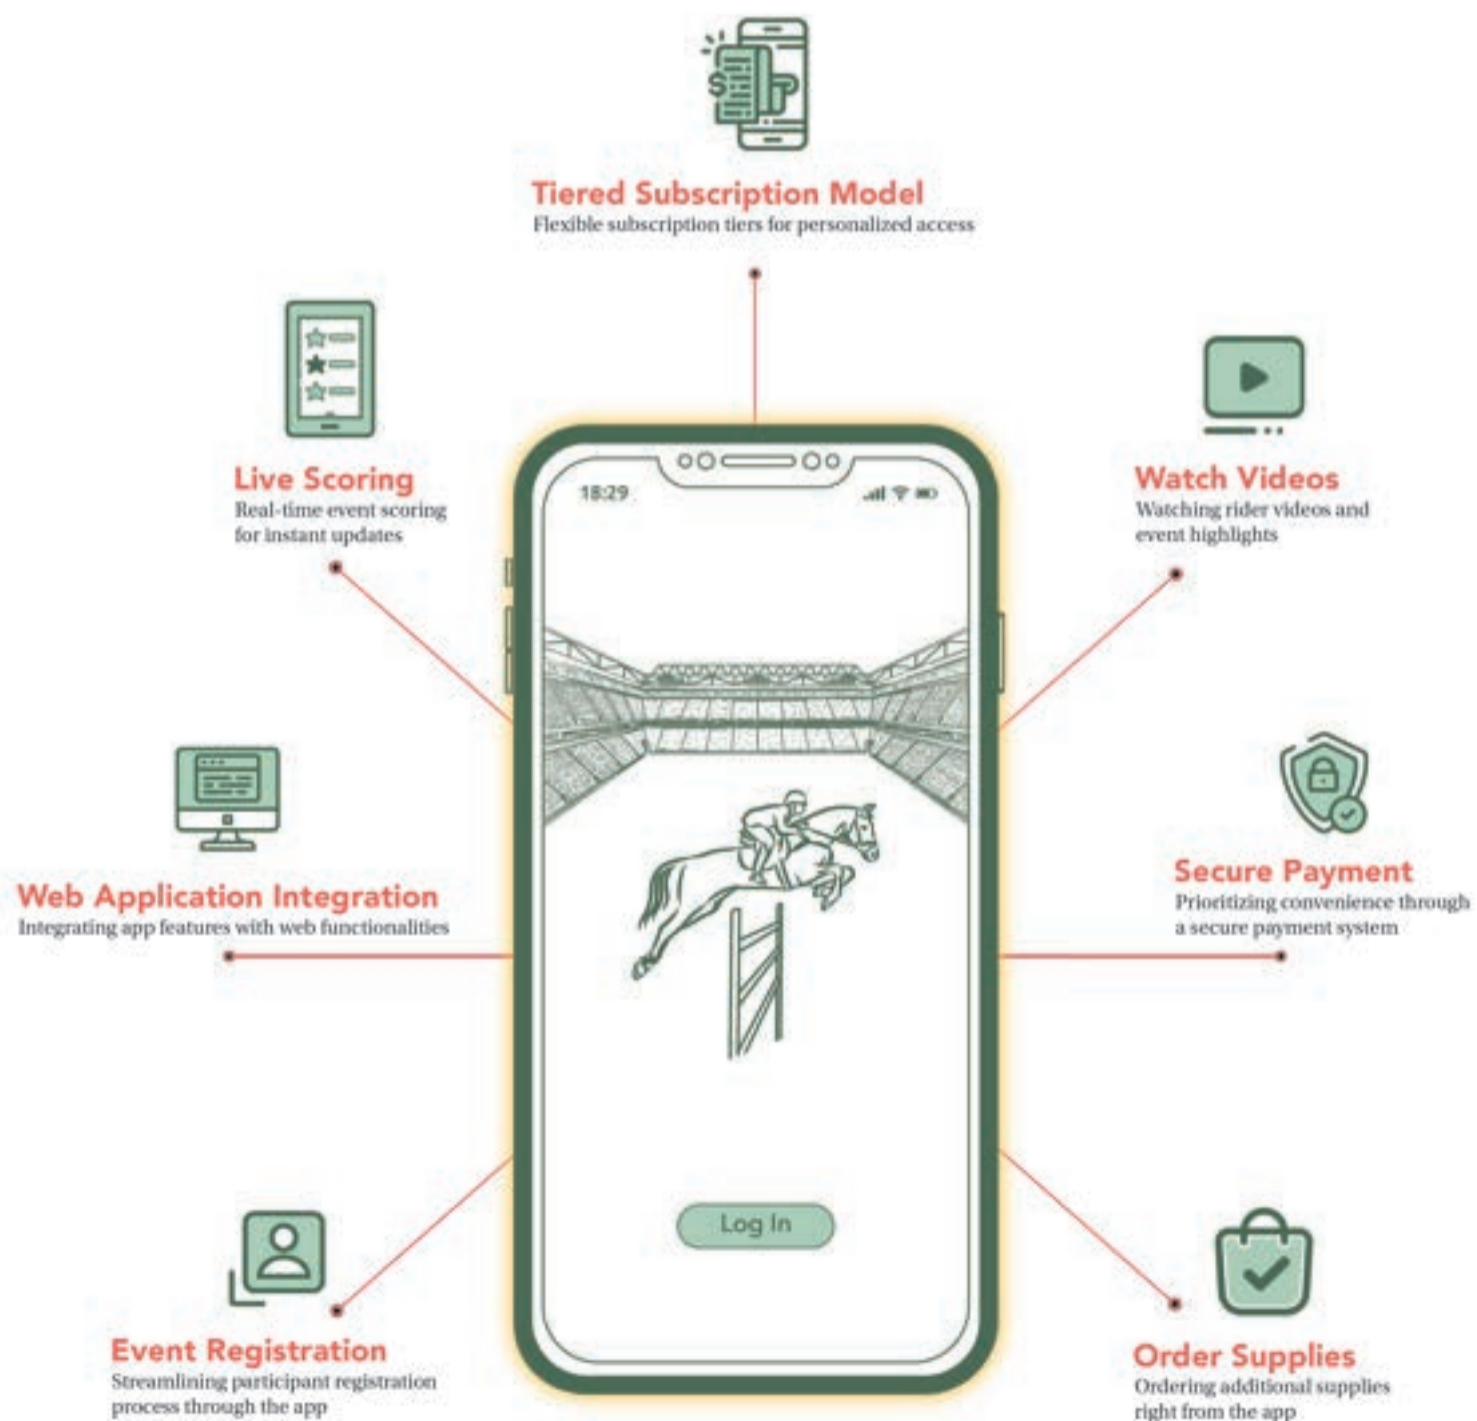 Tiered Subscription Model
Flexible subscription tiers for personalized access
Live Scoring
Real-time event scoring
for instant updates
Watch Videos
Watching rider videos and
event highlights
18:29
Web Application Integration
Integrating app features with web functionalities
Secure Payment
Prioritizing convenience through
a secure payment system
Log In
Event Registration
Streamlining participant registration
process through the app
Order Supplies
Ordering additional supplies
right from the app